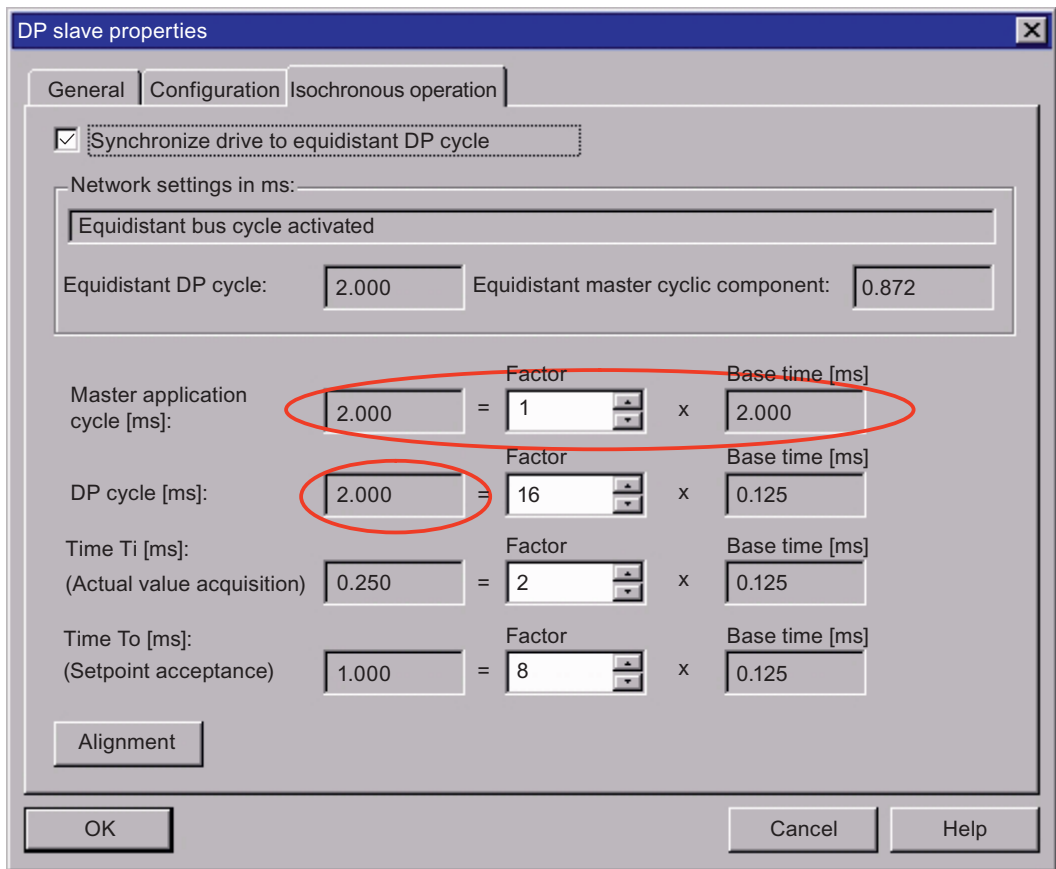 DP slave properties
General Configuration Isochronous operation
Synchronize drive to equidistant DP cycle
Network settings in ms:
Equidistant bus cycle activated
Equidistant DP cycle: 2.000 Equidistant master cyclic component: 0.872
Factor Base time [ms]
Master application
cycle [ms]: 2.000 = 1 x 2.000
Factor Base time [ms]
DP cycle [ms]: 2.000 = 16 x 0.125
Time Ti [ms]: Factor Base time [ms]
(Actual value acquisition) 0.250 = 2 x 0.125
Time To [ms]: Factor Base time [ms]
(Setpoint acceptance) 1.000 = 8 x 0.125
Alignment
OK Cancel Help